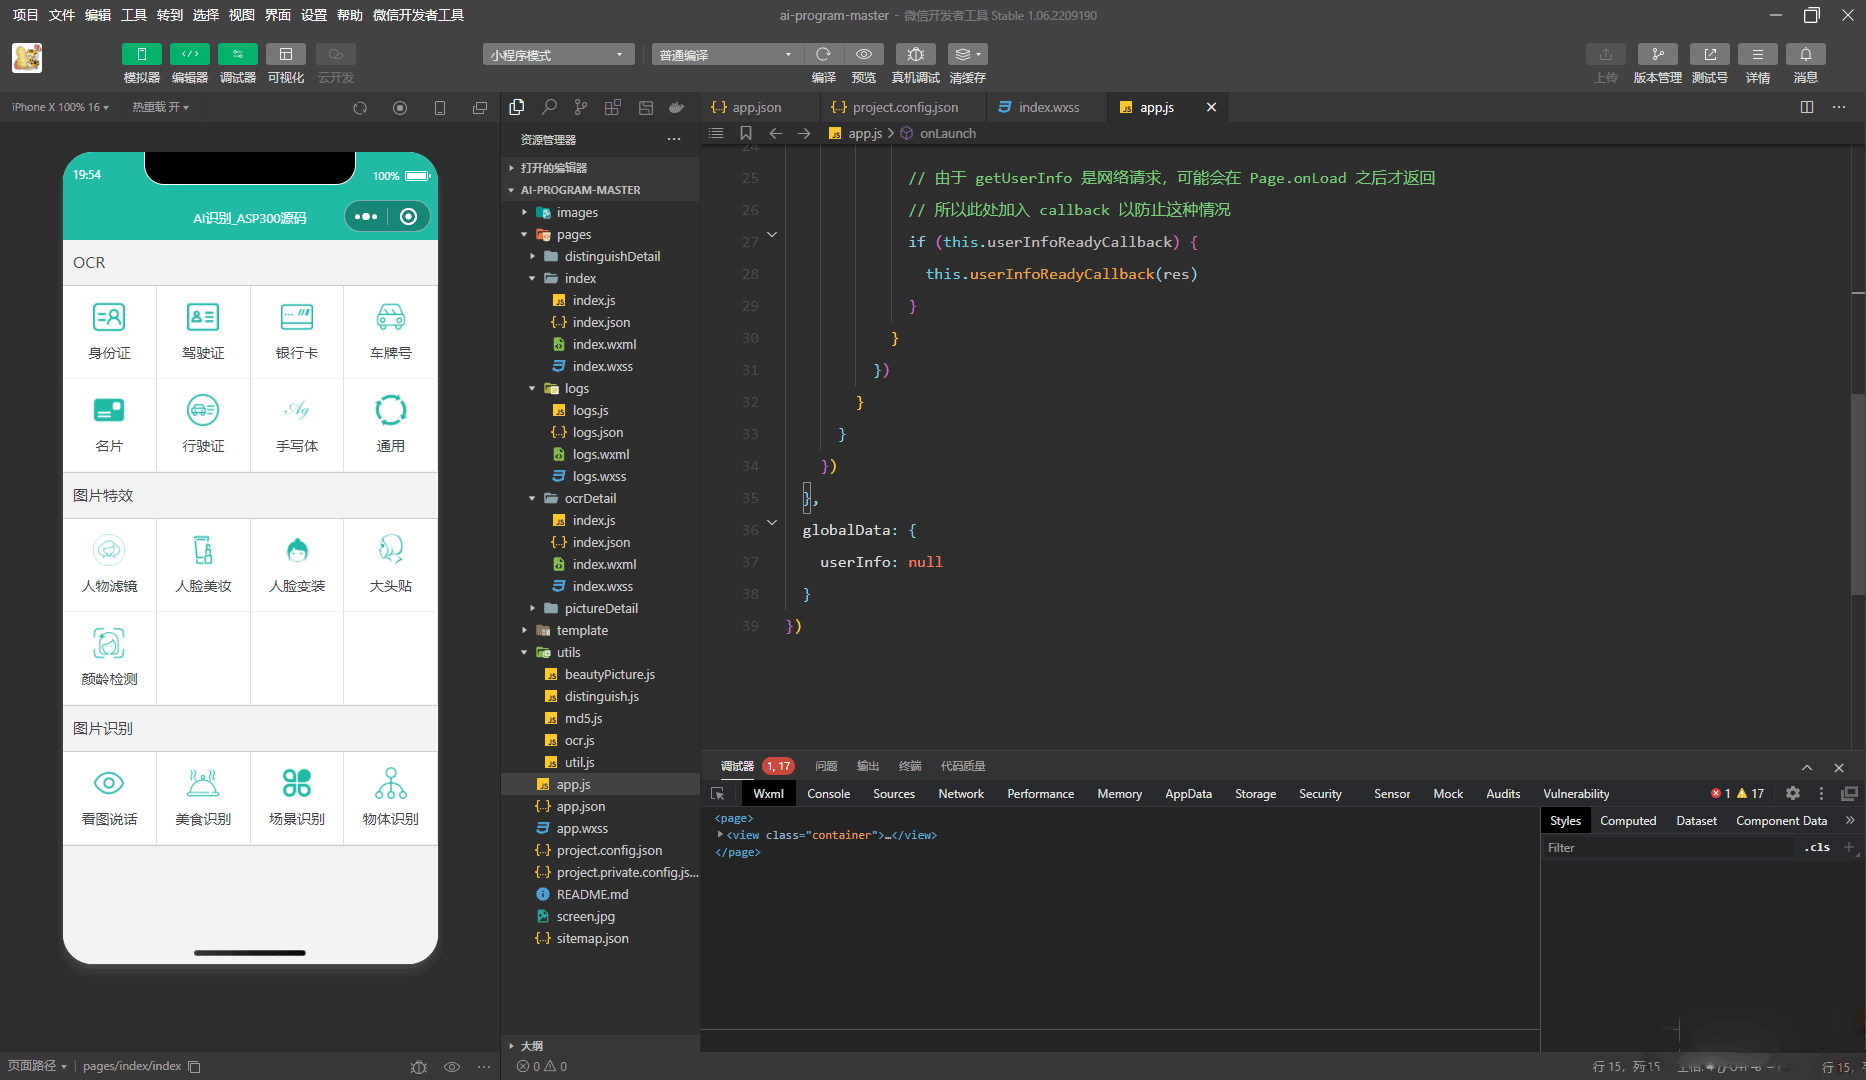 项目 文件 编辑 工具 转到 选择 视图 界面 设置 帮助 微信开发者工具
ai-program-master - 微信开发者工具 Stable 1.06.2209190
模拟器 编辑器 调试器 可视化 云开发
小程序模式 普通编译
编译 预览 真机调试 清缓存
上传 版本管理 测试号 详情 消息
iPhone X 100% 16 热重载 开
19:54 100%
AI识别_ASP300源码
OCR
身份证 驾驶证 银行卡 车牌号
名片 行驶证 手写体 通用
图片特效
人物滤镜 人脸美妆 人脸变装 大头贴
颜龄检测
图片识别
看图说话 美食识别 场景识别 物体识别
页面路径 | pages/index/index
资源管理器
打开的编辑器
AI-PROGRAM-MASTER
images
pages
distinguishDetail
index
index.js
index.json
index.wxml
index.wxss
logs
logs.js
logs.json
logs.wxml
logs.wxss
ocrDetail
index.js
index.json
index.wxml
index.wxss
pictureDetail
template
utils
beautyPicture.js
distinguish.js
md5.js
ocr.js
util.js
app.js
app.json
app.wxss
project.config.json
project.private.config.js...
README.md
screen.jpg
sitemap.json
大纲
0 0
app.json project.config.json index.wxss app.js
app.js > onLaunch
24
25 // 由于 getUserInfo 是网络请求，可能会在 Page.onLoad 之后才返回
26 // 所以此处加入 callback 以防止这种情况
27 if (this.userInfoReadyCallback) {
28 this.userInfoReadyCallback(res)
29 }
30 }
31 })
32 }
33 }
34 })
35 },
36 globalData: {
37 userInfo: null
38 }
39 })
调试器 1, 17 问题 输出 终端 代码质量
Wxml Console Sources Network Performance Memory AppData Storage Security Sensor Mock Audits Vulnerability 1 17
<page>
<view class="container">…</view>
</page>
Styles Computed Dataset Component Data »
Filter .cls +
行 15，列 15
行 15,